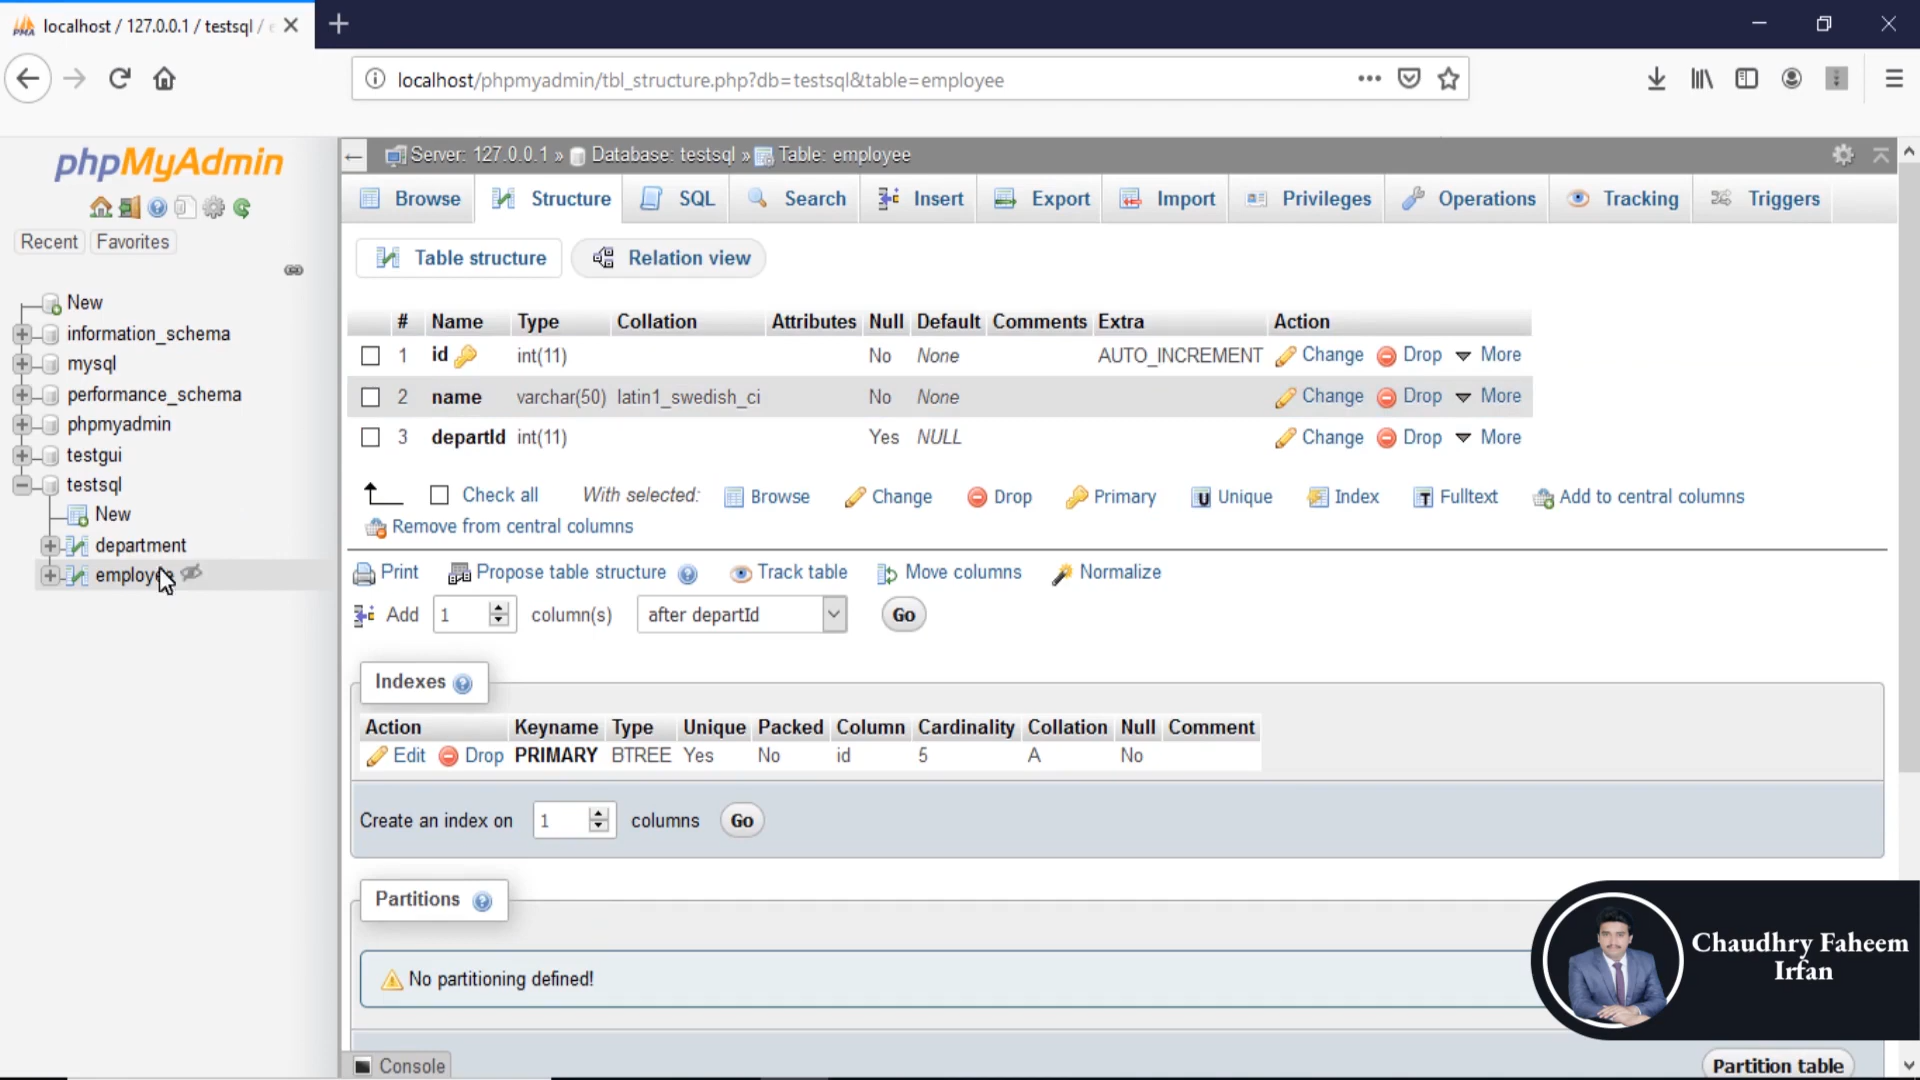 localhost / 127.0.0.1 / testsql /
localhost/phpmyadmin/tbl_structure.php?db=testsql&table=employee
phpMyAdmin
Recent Favorites
New
information_schema
mysql
performance_schema
phpmyadmin
testgui
testsql
New
department
employee
Server: 127.0.0.1 » Database: testsql » Table: employee
Browse Structure SQL Search Insert Export Import Privileges Operations Tracking Triggers
Table structure Relation view
# Name Type Collation Attributes Null Default Comments Extra Action
1 id int(11) No None AUTO_INCREMENT Change Drop More
2 name varchar(50) latin1_swedish_ci No None Change Drop More
3 departId int(11) Yes NULL Change Drop More
Check all With selected: Browse Change Drop Primary Unique Index Fulltext Add to central columns
Remove from central columns
Print Propose table structure Track table Move columns Normalize
Add 1 column(s) after departId Go
Indexes
Action Keyname Type Unique Packed Column Cardinality Collation Null Comment
Edit Drop PRIMARY BTREE Yes No id 5 A No
Create an index on 1 columns Go
Partitions
No partitioning defined!
Chaudhry Faheem
Irfan
Console
Partition table